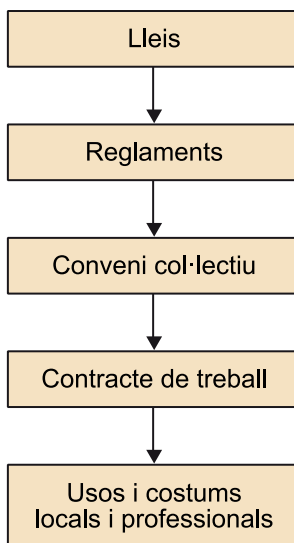 Lleis
Reglaments
Conveni col·lectiu
Contracte de treball
Usos i costums
locals i professionals